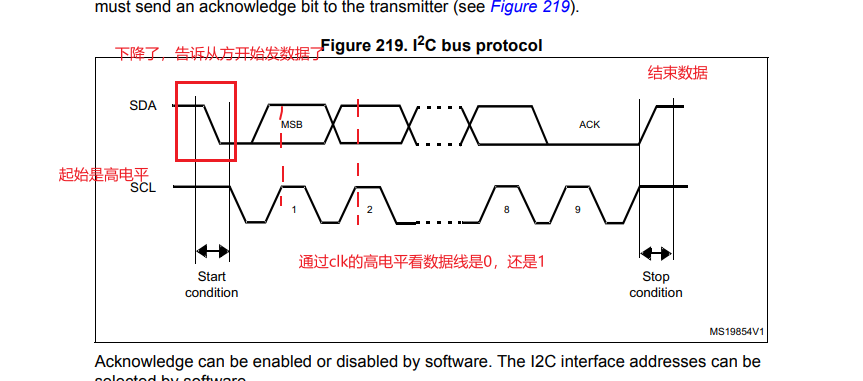 must send an acknowledge bit to the transmitter (see Figure 219).
Figure 219. I2C bus protocol
下降了，告诉从方开始发数据了
结束数据
SDA
MSB
ACK
起始是高电平
SCL
1
2
8
9
通过clk的高电平看数据线是0，还是1
Start
condition
Stop
condition
MS19854V1
Acknowledge can be enabled or disabled by software. The I2C interface addresses can be
selected by software